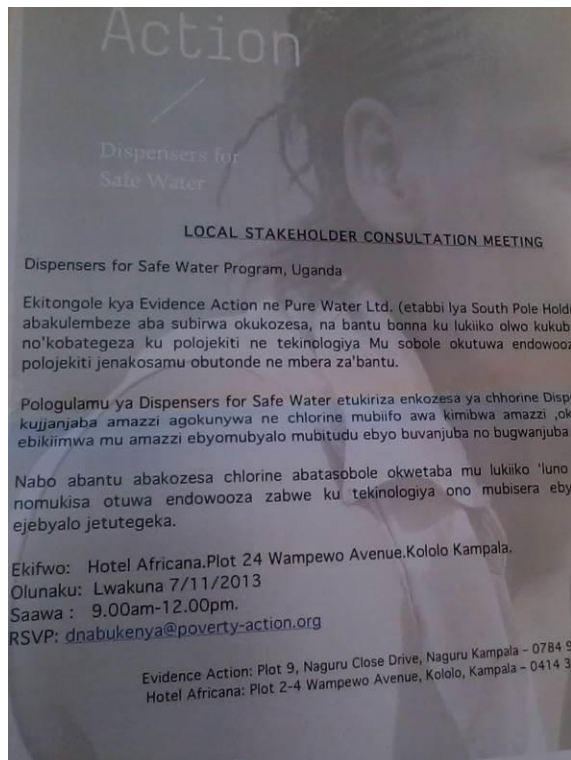 Action
Dispensers for
Safe Water
LOCAL STAKEHOLDER CONSULTATION MEETING
Dispensers for Safe Water Program, Uganda
Ekitongole kya Evidence Action ne Pure Water Ltd. (etabbi lya South Pole
abakulembeze aba subirwa okukozesa, na bantu bonna ku lukiiko olwo
no'kobategeza ku polojekiti ne tekinologiya Mu sobole okutuwa
polojekiti jenakosamu obutonde ne mbera za'bantu.
Pologulamu ya Dispensers for Safe Water etukiriza enkozesa ya chhorine
kujjanjaba amazzi agokunywa ne chlorine mubiifo awa kimibwa amazzi
ebikiimwa mu amazzi ebyomubyalo mubitudu ebyo buvanjuba no bugwanjuba
Nabo abantu abakozesa chlorine abatasobole okwetaba mu lukiiko 'luno
nomukisa otuwa endowooza zabwe ku tekinologiya ono mubisera
ejebyalo jetutegeka.
Ekifwo: Hotel Africana.Plot 24 Wampewo Avenue.Kololo Kampala.
Olunaku: Lwakuna 7/11/2013
Saawa : 9.00am-12.00pm.
RSVP: dnabukenya@poverty-action.org
Evidence Action: Plot 9, Naguru Close Drive, Naguru Kampala - 0784
Hotel Africana: Plot 2-4 Wampewo Avenue, Kololo, Kampala - 0414